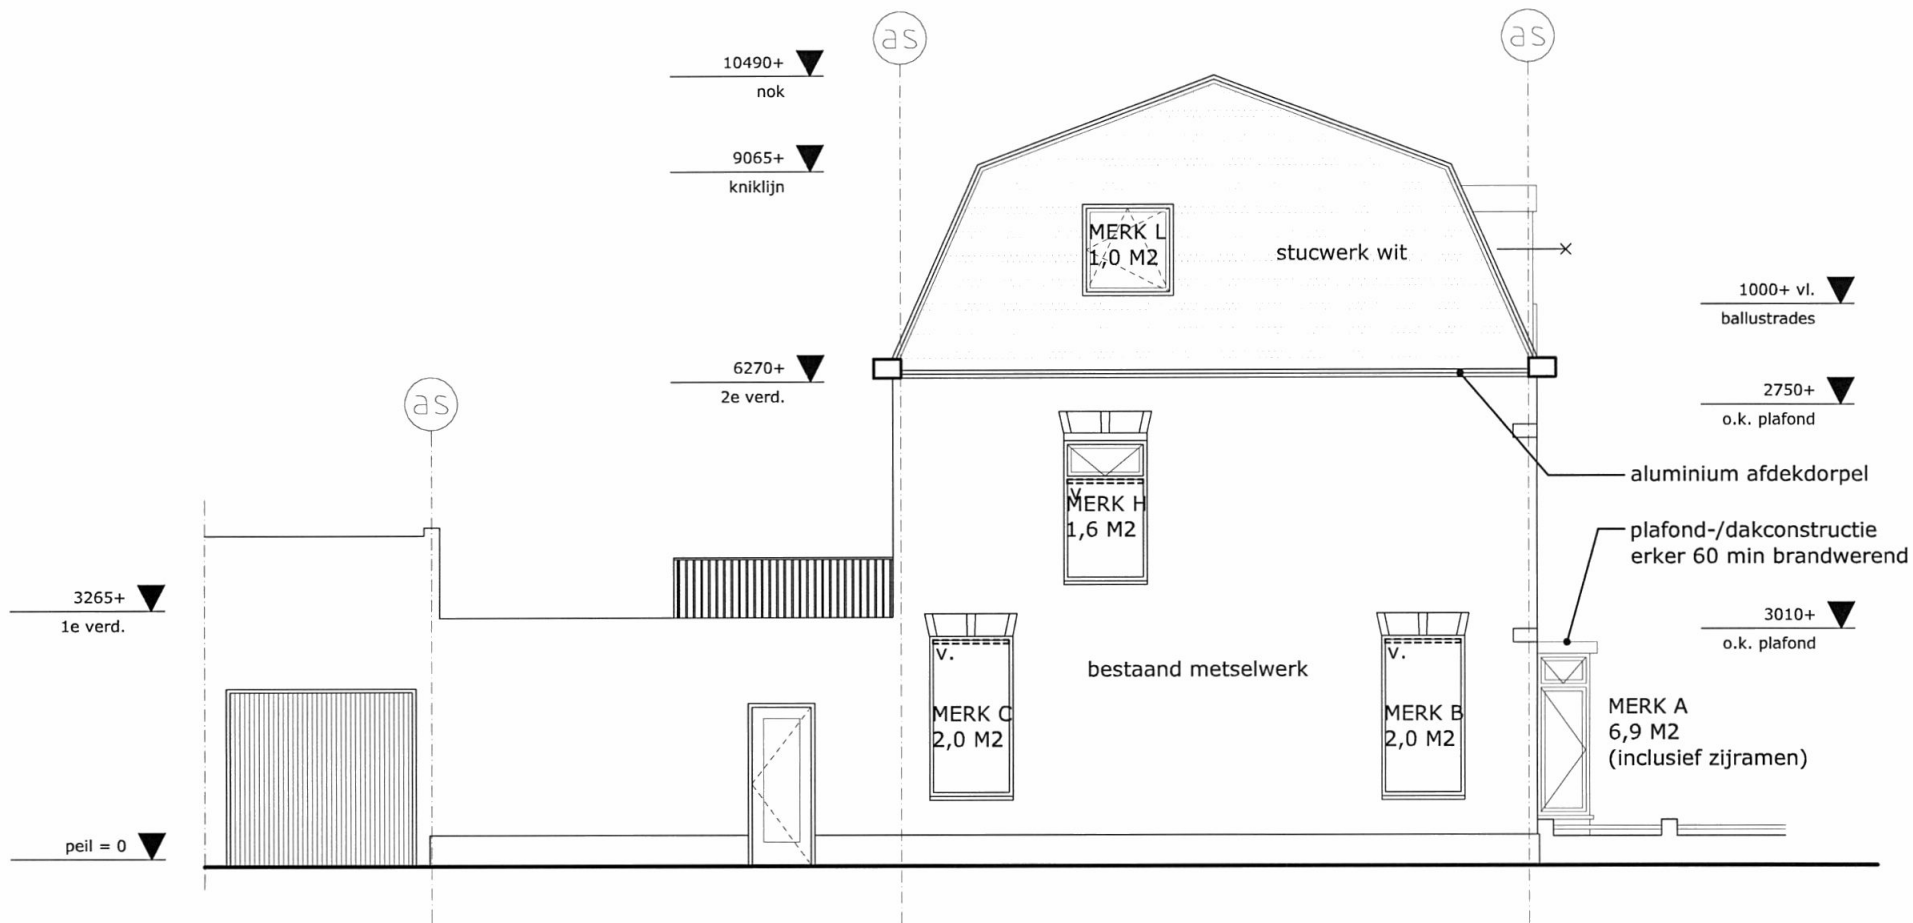 as
as
10490+
nok
9065+
kniklijn
MERK L
1,0 M2
stucwerk wit
1000+ vl.
ballustrades
6270+
2e verd.
as
2750+
o.k. plafond
aluminium afdekdorpel
v.
MERK H
1,6 M2
plafond-/dakconstructie
erker 60 min brandwerend
3265+
1e verd.
3010+
o.k. plafond
v.
v.
bestaand metselwerk
MERK C
2,0 M2
MERK B
2,0 M2
MERK A
6,9 M2
(inclusief zijramen)
peil = 0